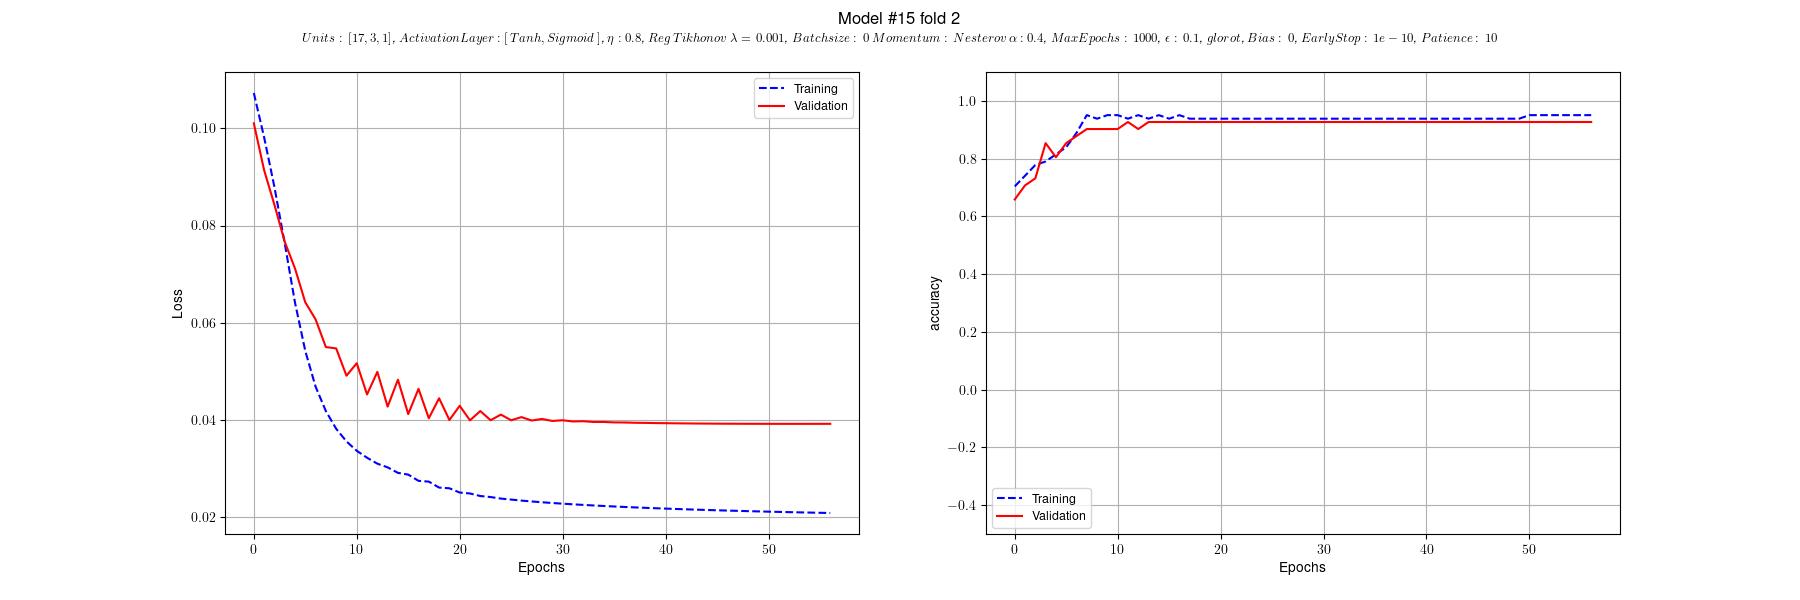 Model #15 fold 2
Units : [17, 3, 1], ActivationLayer : [ Tanh, Sigmoid ], η : 0.8, Reg Tikhonov λ = 0.001, Batchsize : 0 Momentum : Nesterov α : 0.4, MaxEpochs : 1000, ϵ : 0.1, glorot, Bias : 0, EarlyStop : 1e − 10, Patience : 10
Training
Validation
0.10
0.08
0.06
0.04
0.02
Loss
0 10 20 30 40 50
Epochs
1.0
0.8
0.6
0.4
0.2
0.0
−0.2
−0.4
accuracy
Training
Validation
0 10 20 30 40 50
Epochs